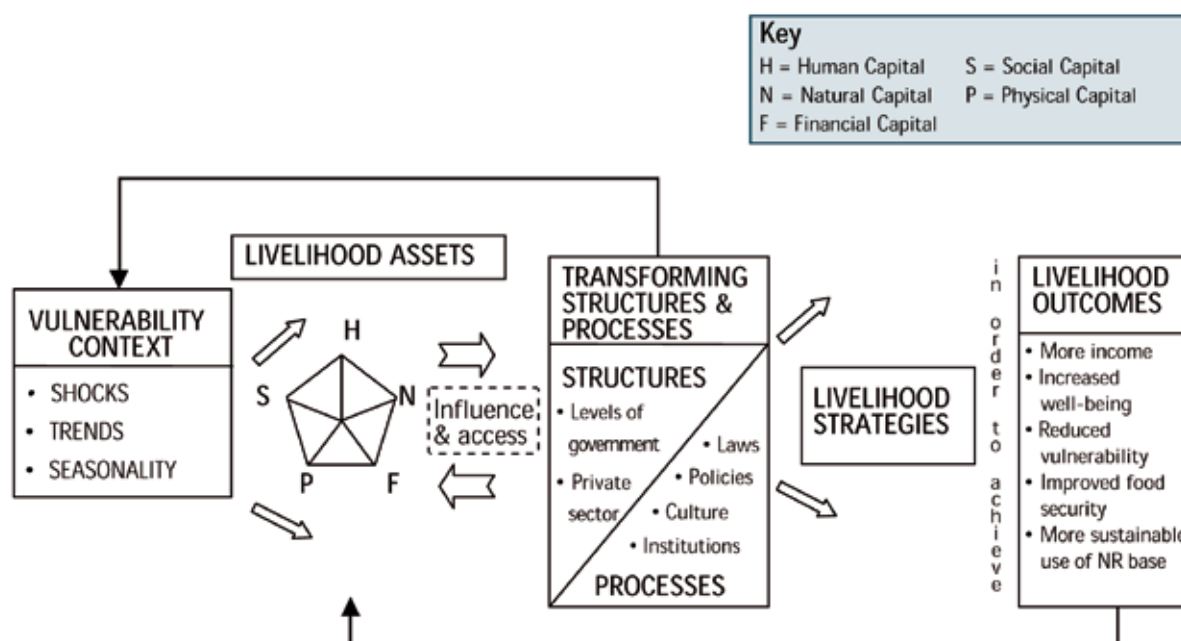 Key
H = Human Capital
S = Social Capital
N = Natural Capital
P = Physical Capital
F = Financial Capital
LIVELIHOOD ASSETS
VULNERABILITY
CONTEXT
• SHOCKS
• TRENDS
• SEASONALITY
H
S
N
P
F
Influence
& access
TRANSFORMING
STRUCTURES &
PROCESSES
STRUCTURES
• Levels of
government
• Private
sector
• Laws
• Policies
• Culture
• Institutions
PROCESSES
LIVELIHOOD
STRATEGIES
in order to achieve
LIVELIHOOD
OUTCOMES
• More income
• Increased
well-being
• Reduced
vulnerability
• Improved food
security
• More sustainable
use of NR base